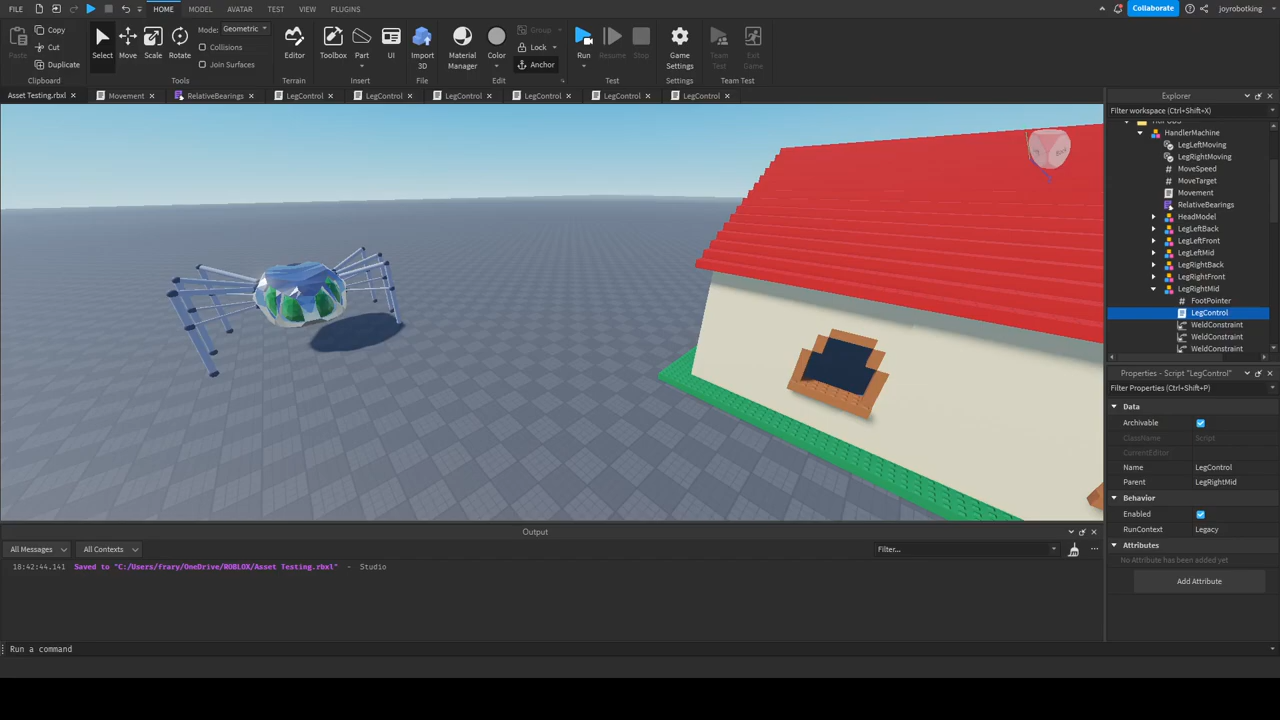 FILE HOME MODEL AVATAR TEST VIEW PLUGINS Collaborate joyrobotking
Paste Copy Cut Duplicate Clipboard
Select Move Scale Rotate Mode: Geometric Collisions Join Surfaces Tools
Editor Terrain
Toolbox Part UI Insert
Import 3D File
Material Manager Color Group Lock Anchor Edit
Run Resume Stop Test
Game Settings Settings
Team Test Exit Game Team Test
Asset Testing.rbxl Movement RelativeBearings LegControl LegControl LegControl LegControl LegControl LegControl
Explorer
Filter workspace (Ctrl+Shift+X)
HandlerMachine
LegLeftMoving
LegRightMoving
MoveSpeed
MoveTarget
Movement
RelativeBearings
HeadModel
LegLeftBack
LegLeftFront
LegLeftMid
LegRightBack
LegRightFront
LegRightMid
FootPointer
LegControl
WeldConstraint
WeldConstraint
WeldConstraint
Properties - Script "LegControl"
Filter Properties (Ctrl+Shift+P)
Data
Archivable
ClassName Script
CurrentEditor
Name LegControl
Parent LegRightMid
Behavior
Enabled
RunContext Legacy
Attributes
No Attribute has been added yet
Add Attribute
Output
All Messages All Contexts Filter...
18:42:44.141 Saved to "C:/Users/frary/OneDrive/ROBLOX/Asset Testing.rbxl" - Studio
Run a command